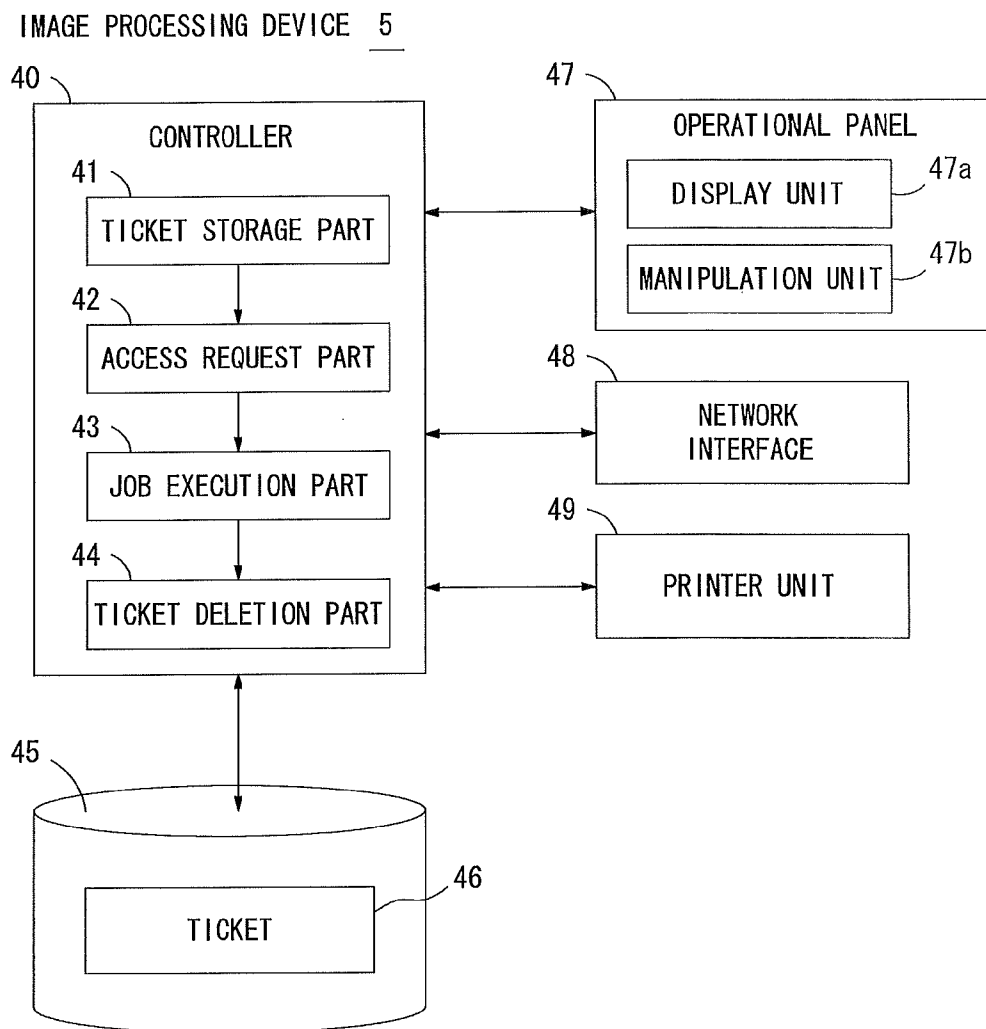 IMAGE PROCESSING DEVICE 5
40
CONTROLLER
41
TICKET STORAGE PART
42
ACCESS REQUEST PART
43
JOB EXECUTION PART
44
TICKET DELETION PART
47
OPERATIONAL PANEL
47a
DISPLAY UNIT
47b
MANIPULATION UNIT
48
NETWORK
INTERFACE
49
PRINTER UNIT
45
46
TICKET